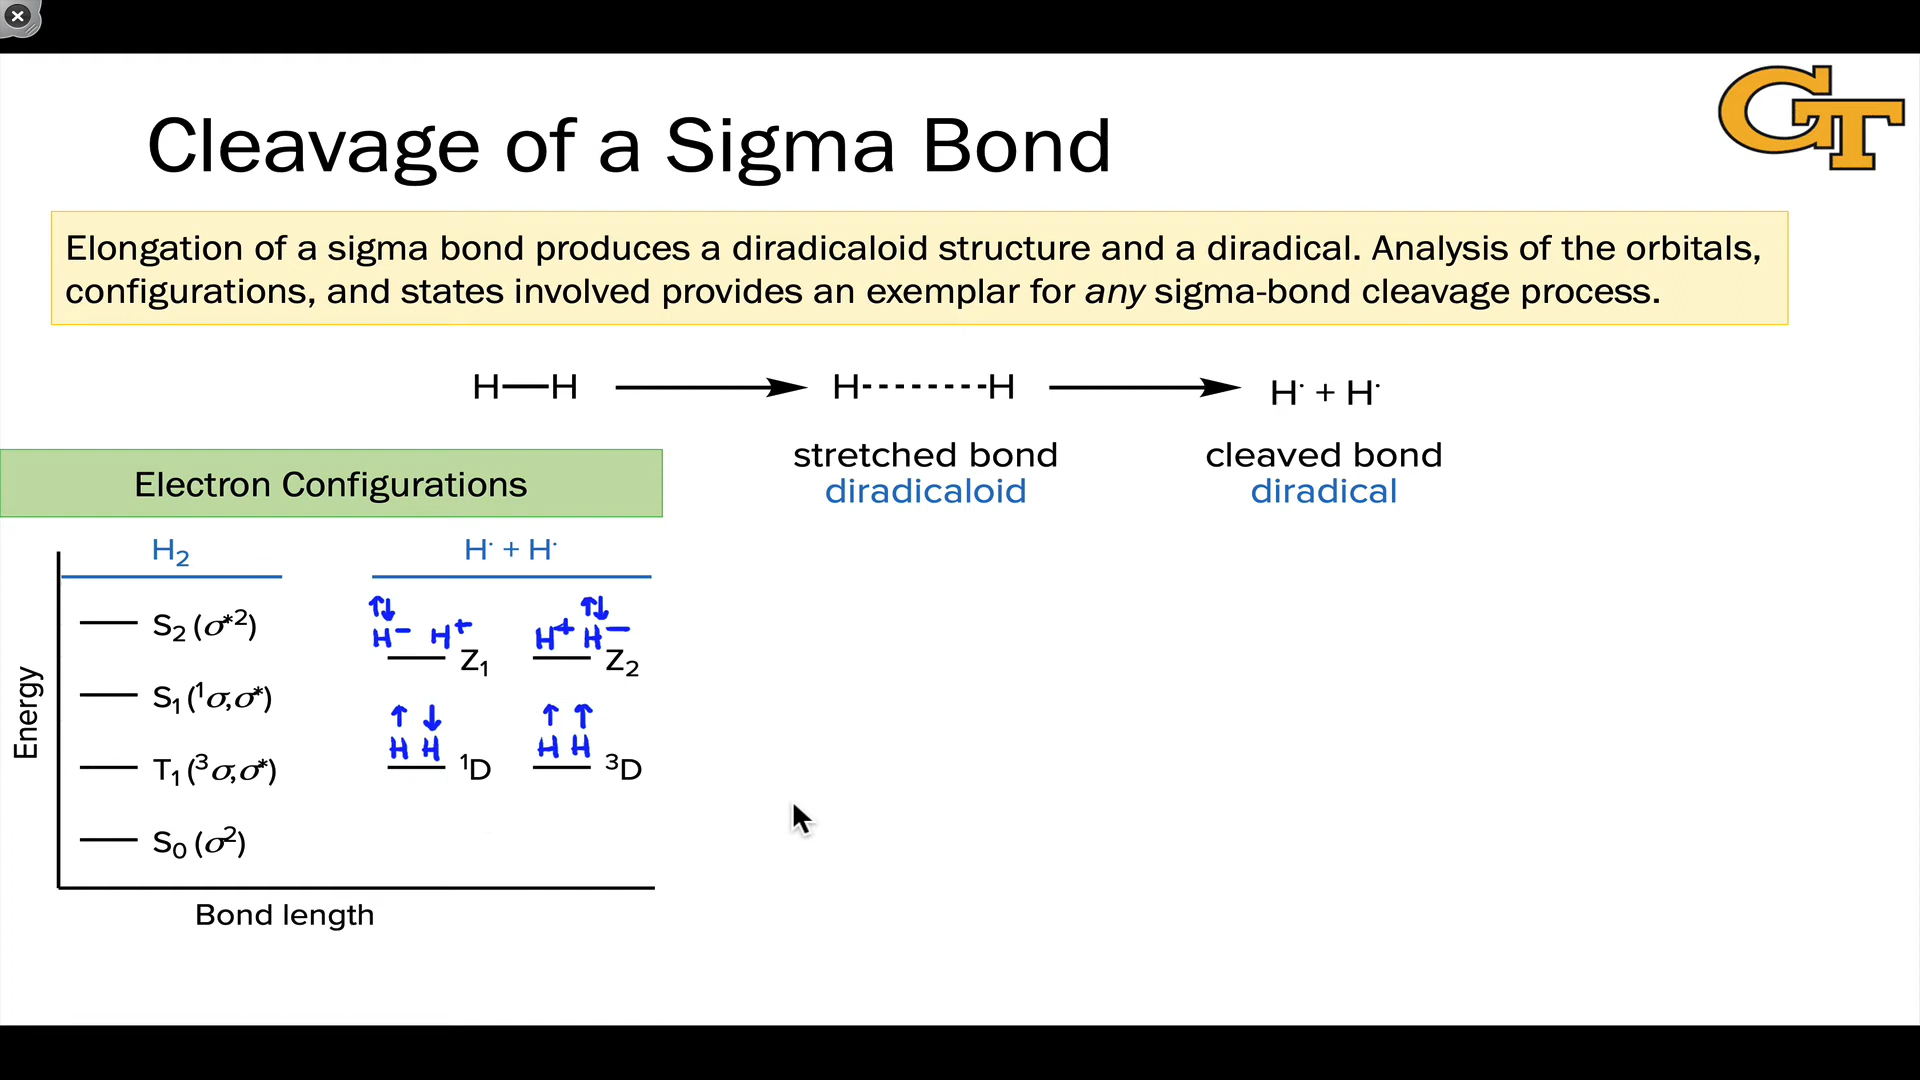 GT
Cleavage of a Sigma Bond
Elongation of a sigma bond produces a diradicaloid structure and a diradical. Analysis of the orbitals,
configurations, and states involved provides an exemplar for any sigma-bond cleavage process.
H—H H--------H H· + H·
stretched bond cleaved bond
diradicaloid diradical
Electron Configurations
H₂ H· + H·
↑↓ ↑↓
S₂ (σ*²) H⁻ H⁺ H⁺ H⁻
Z₁ Z₂
S₁ (¹σ,σ*)
↑ ↓ ↑ ↑
H H H H
T₁ (³σ,σ*) ¹D ³D
S₀ (σ²)
Energy
Bond length